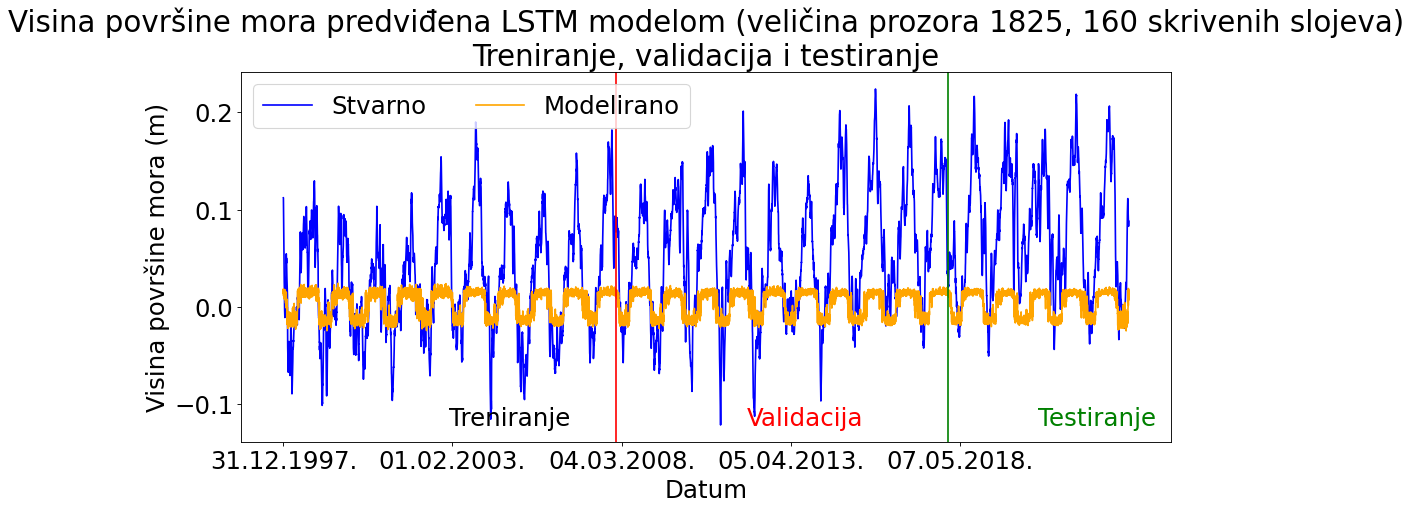 Visina površine mora predviđena LSTM modelom (veličina prozora 1825, 160 skrivenih slojeva)
Treniranje, validacija i testiranje
Stvarno Modelirano
Visina površine mora (m)
0.2
0.1
0.0
−0.1
Treniranje Validacija Testiranje
31.12.1997. 01.02.2003. 04.03.2008. 05.04.2013. 07.05.2018.
Datum